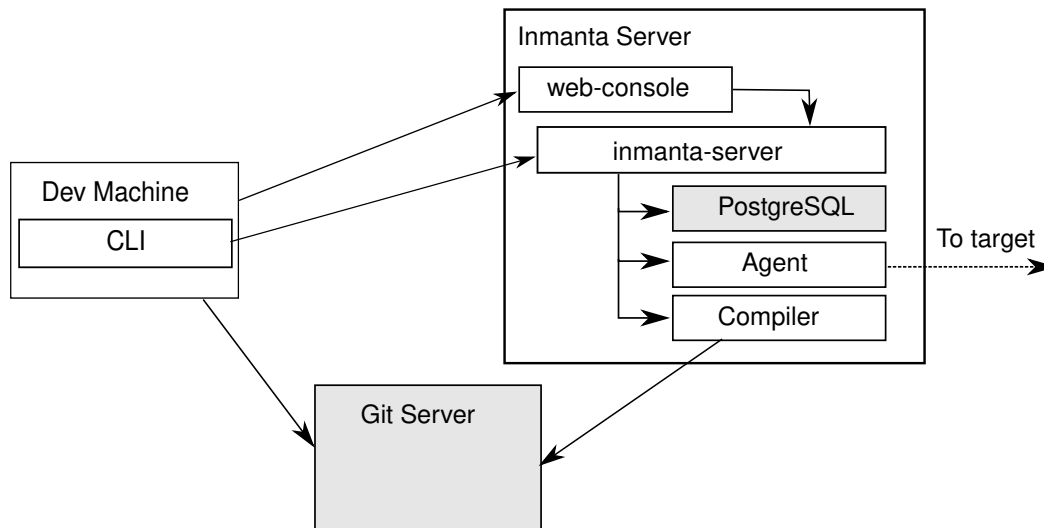 Inmanta Server
web-console
inmanta-server
Dev Machine
CLI
PostgreSQL
Agent
To target
Compiler
Git Server